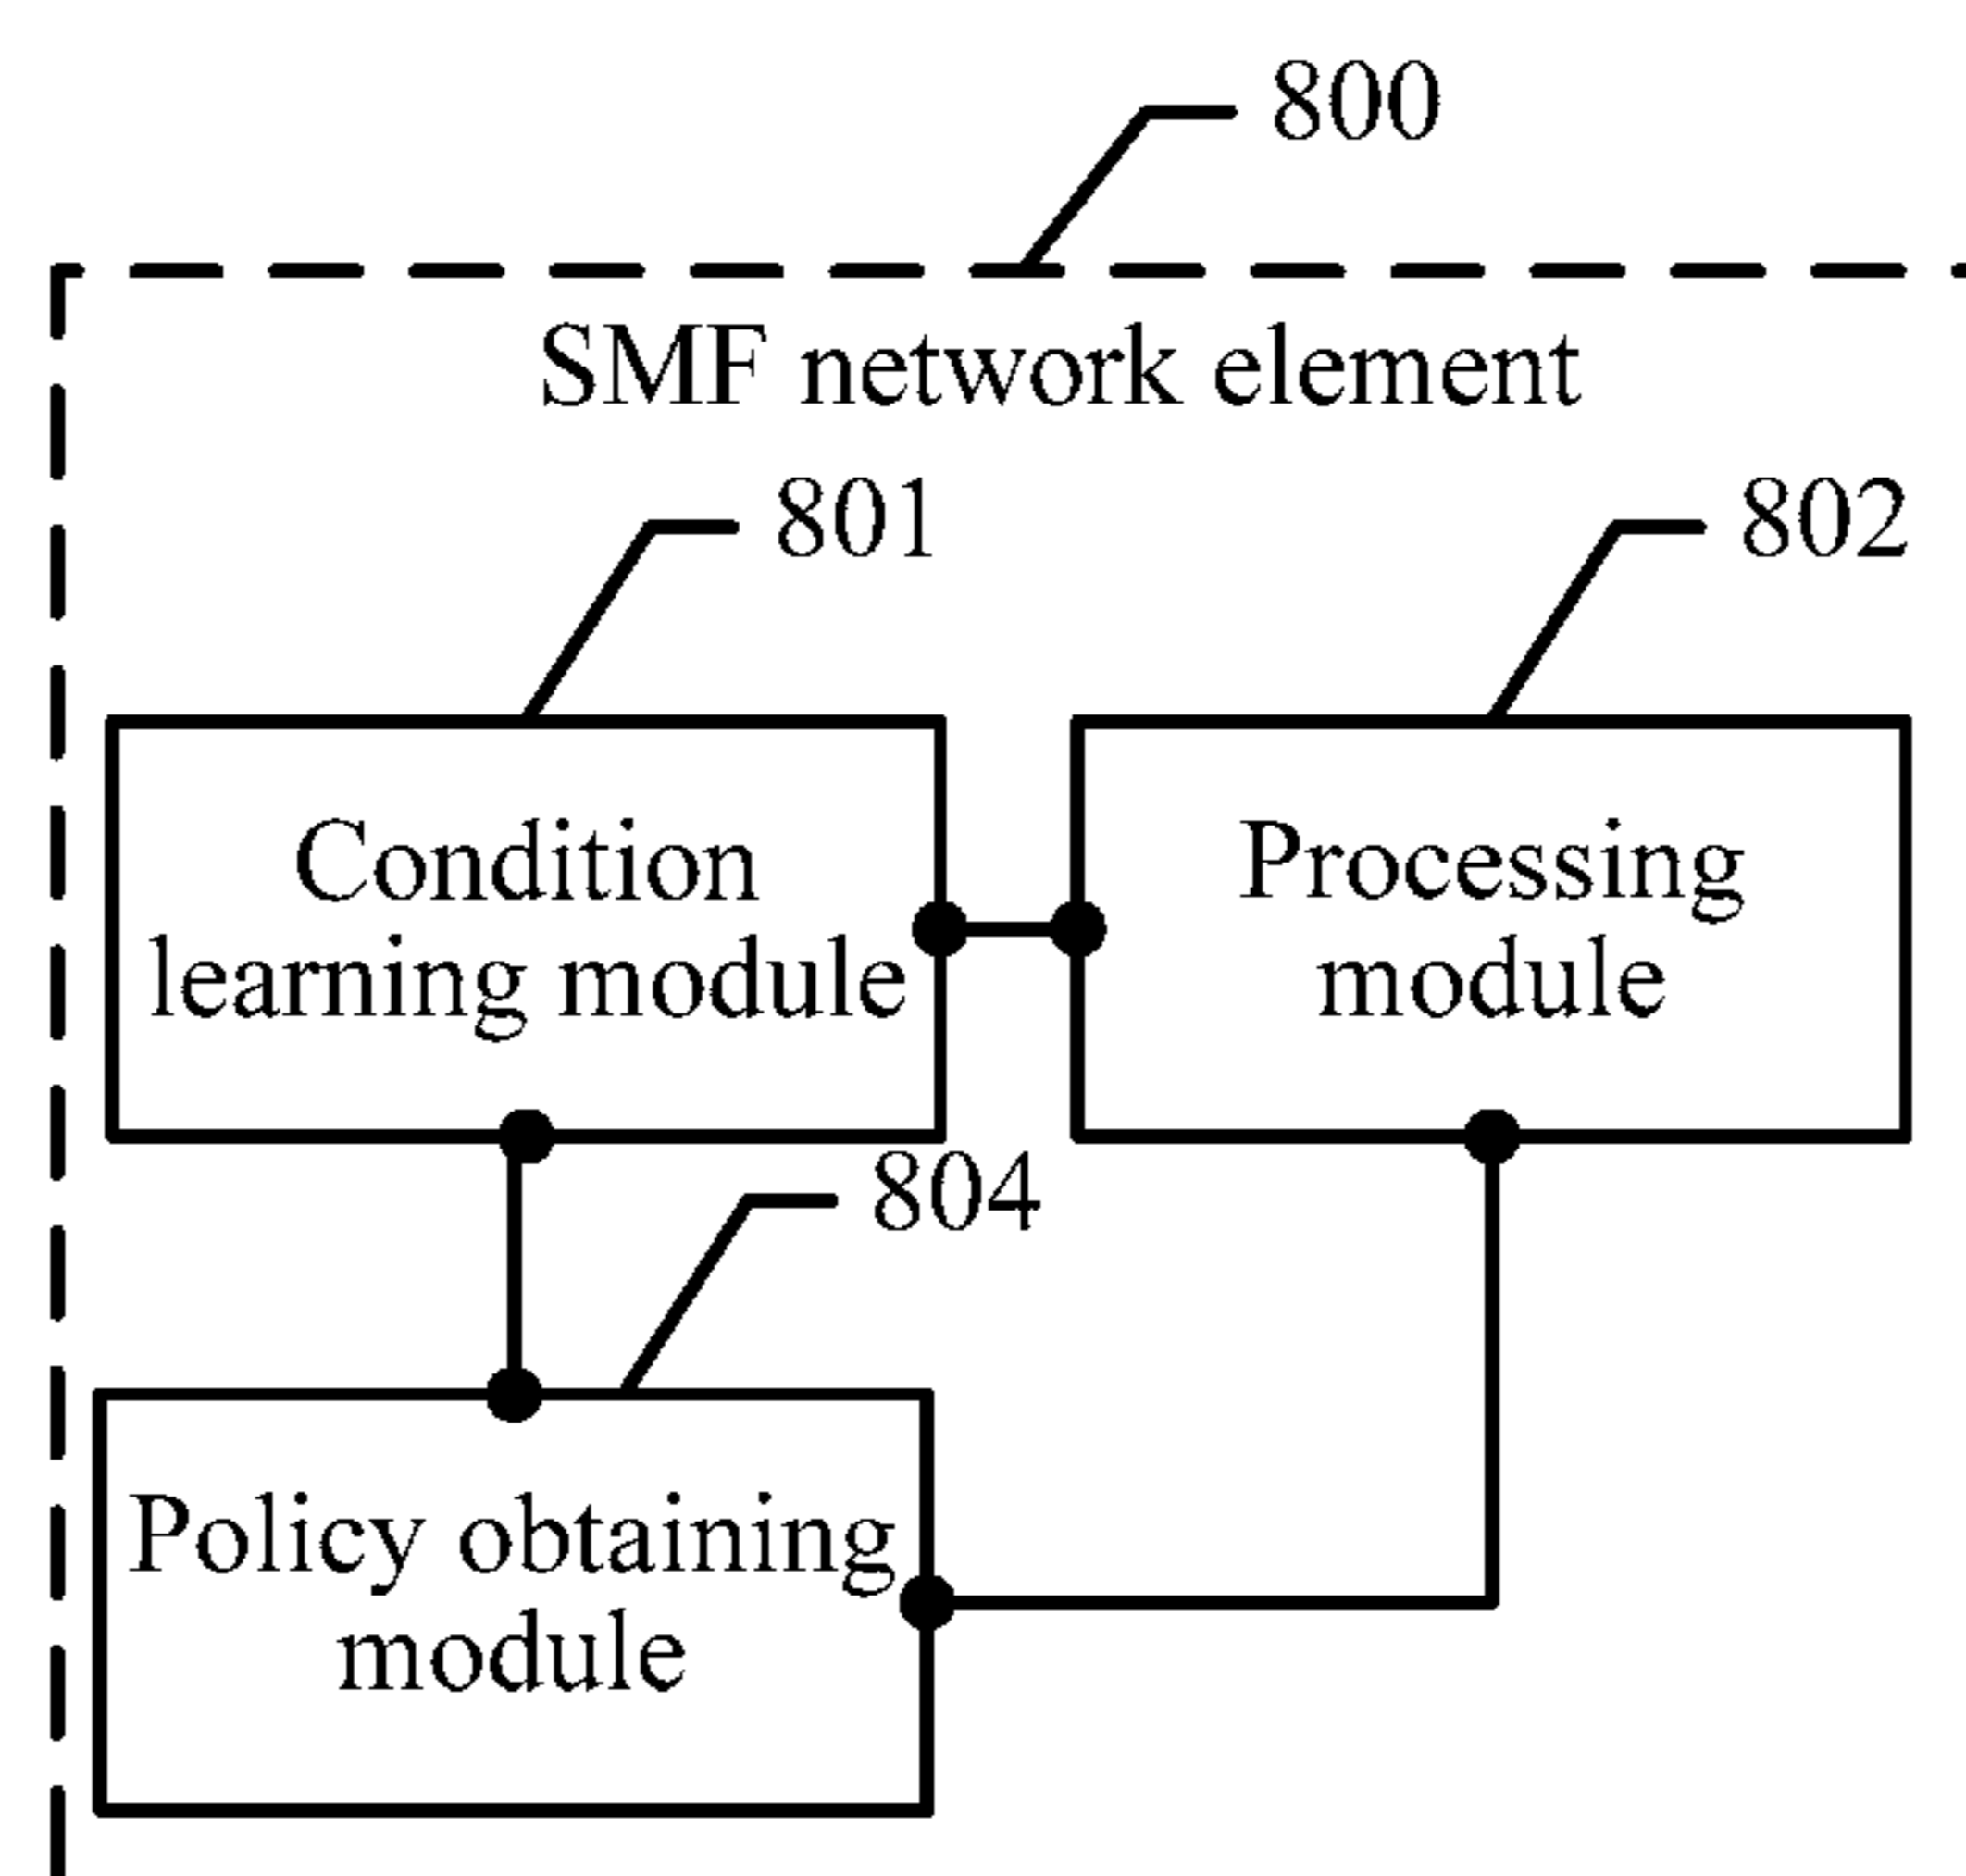 800
SMF network element
801
802
Condition
learning module
Processing
module
804
Policy obtaining
module